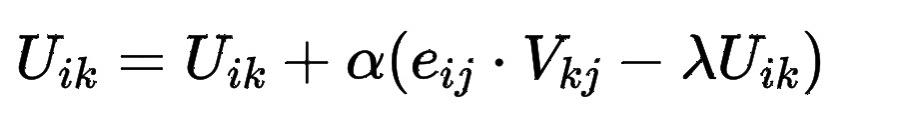 U_{ik} = U_{ik} + α(e_{ij} · V_{kj} − λU_{ik})